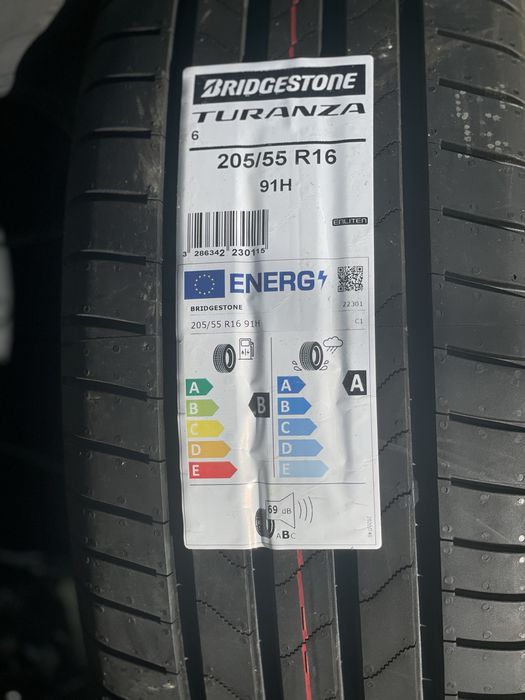 BRIDGESTONE
TURANZA
6
205/55 R16
91H
ENLITEN
3 286342 230115
ENERG
BRIDGESTONE 22301
205/55 R16 91H C1
A A
B B
C C
D D
E E
B
A
69 dB
ABC